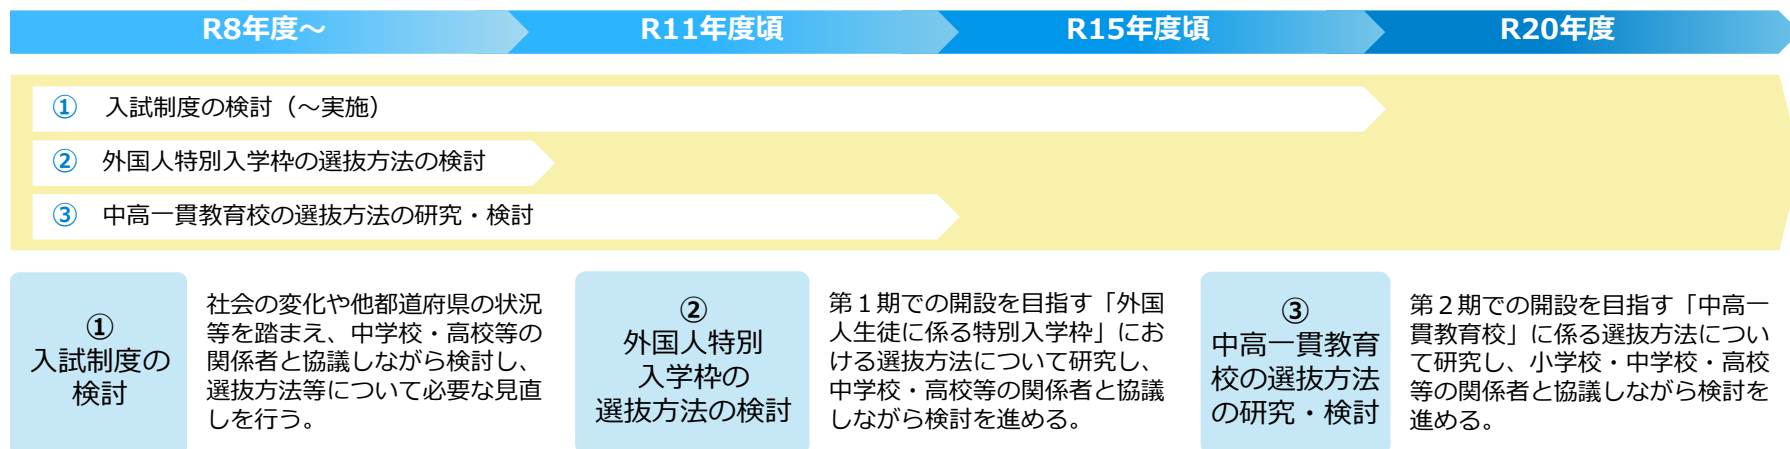 R8年度～
R11年度頃
R15年度頃
R20年度
① 入試制度の検討（～実施）
② 外国人特別入学枠の選抜方法の検討
③ 中高一貫教育校の選抜方法の研究・検討
①
入試制度の
検討
社会の変化や他都道府県の状況
等を踏まえ、中学校・高校等の
関係者と協議しながら検討し、
選抜方法等について必要な見直
しを行う。
②
外国人特別
入学枠の
選抜方法の検討
第１期での開設を目指す「外国
人生徒に係る特別入学枠」にお
ける選抜方法について研究し、
中学校・高校等の関係者と協議
しながら検討を進める。
③
中高一貫教育
校の選抜方法
の研究・検討
第２期での開設を目指す「中高一
貫教育校」に係る選抜方法につい
て研究し、小学校・中学校・高校
等の関係者と協議しながら検討を
進める。